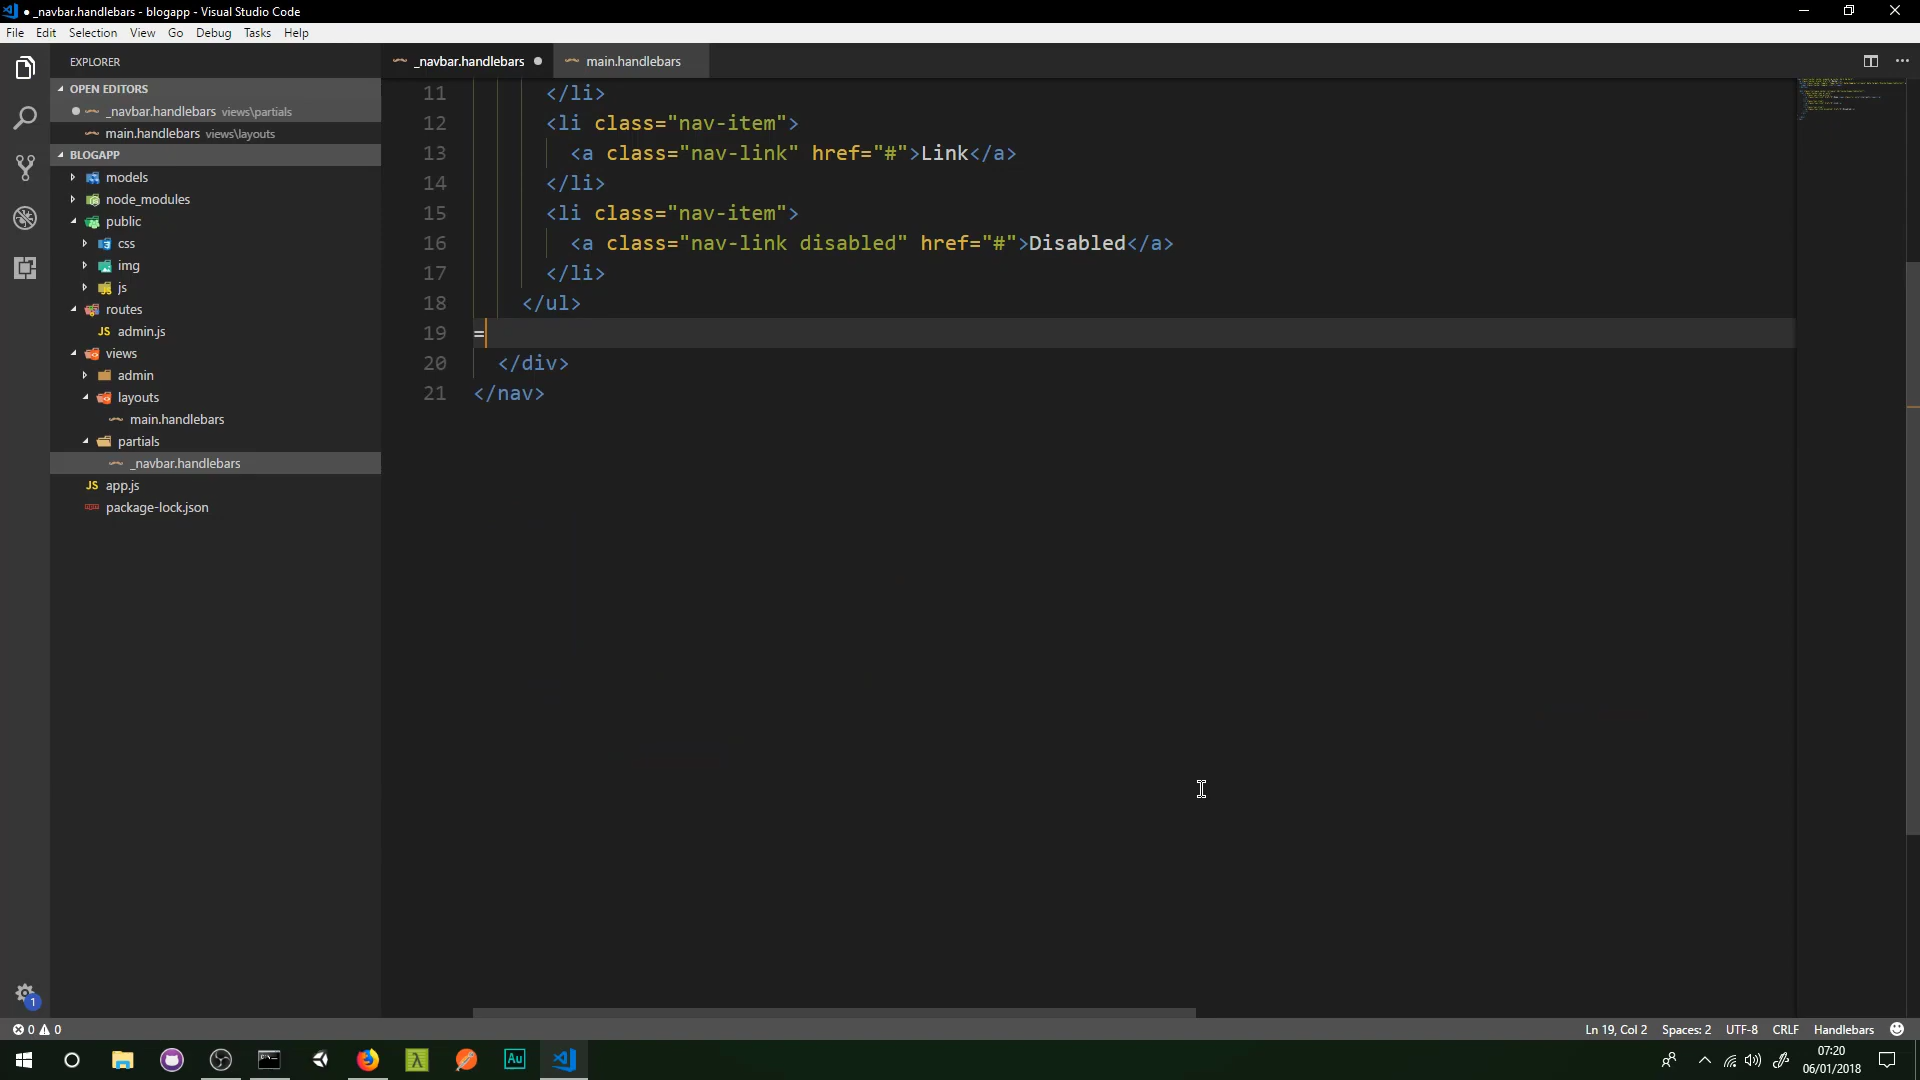 _navbar.handlebars - blogapp - Visual Studio Code
File Edit Selection View Go Debug Tasks Help
EXPLORER
OPEN EDITORS
_navbar.handlebars views\partials
main.handlebars views\layouts
BLOGAPP
models
node_modules
public
css
img
js
routes
JS admin.js
views
admin
layouts
main.handlebars
partials
_navbar.handlebars
JS app.js
package-lock.json
_navbar.handlebars main.handlebars
11 </li>
12 <li class="nav-item">
13 <a class="nav-link" href="#">Link</a>
14 </li>
15 <li class="nav-item">
16 <a class="nav-link disabled" href="#">Disabled</a>
17 </li>
18 </ul>
19 =
20 </div>
21 </nav>
1
0 0 Ln 19, Col 2 Spaces: 2 UTF-8 CRLF Handlebars
Au
07:20
06/01/2018